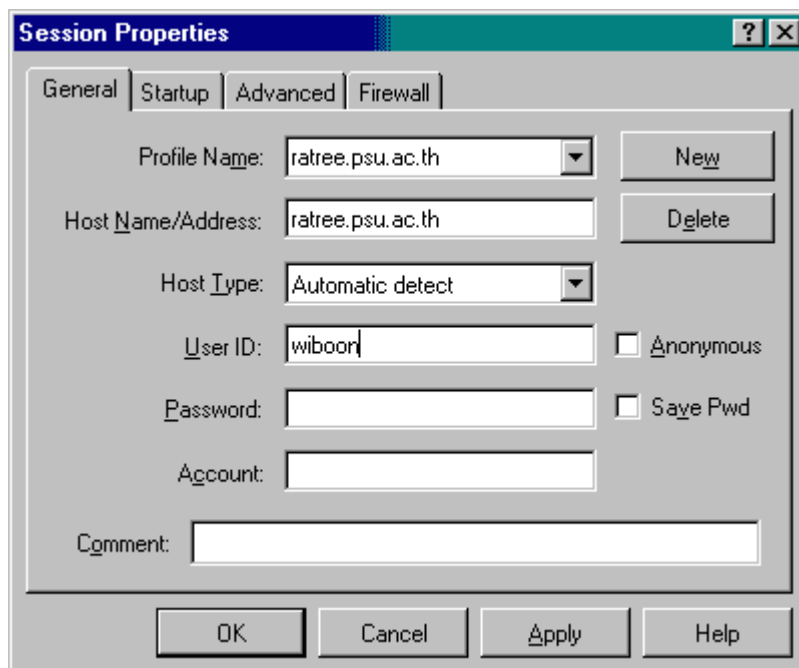 Session Properties
General Startup Advanced Firewall
Profile Name: ratree.psu.ac.th New
Host Name/Address: ratree.psu.ac.th Delete
Host Type: Automatic detect
User ID: wiboon Anonymous
Password: Save Pwd
Account:
Comment:
OK Cancel Apply Help